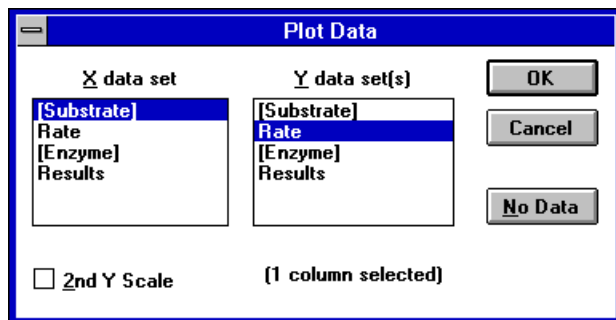 Plot Data
X data set
[Substrate]
Rate
[Enzyme]
Results
Y data set(s)
[Substrate]
Rate
[Enzyme]
Results
OK
Cancel
No Data
2nd Y Scale
(1 column selected)